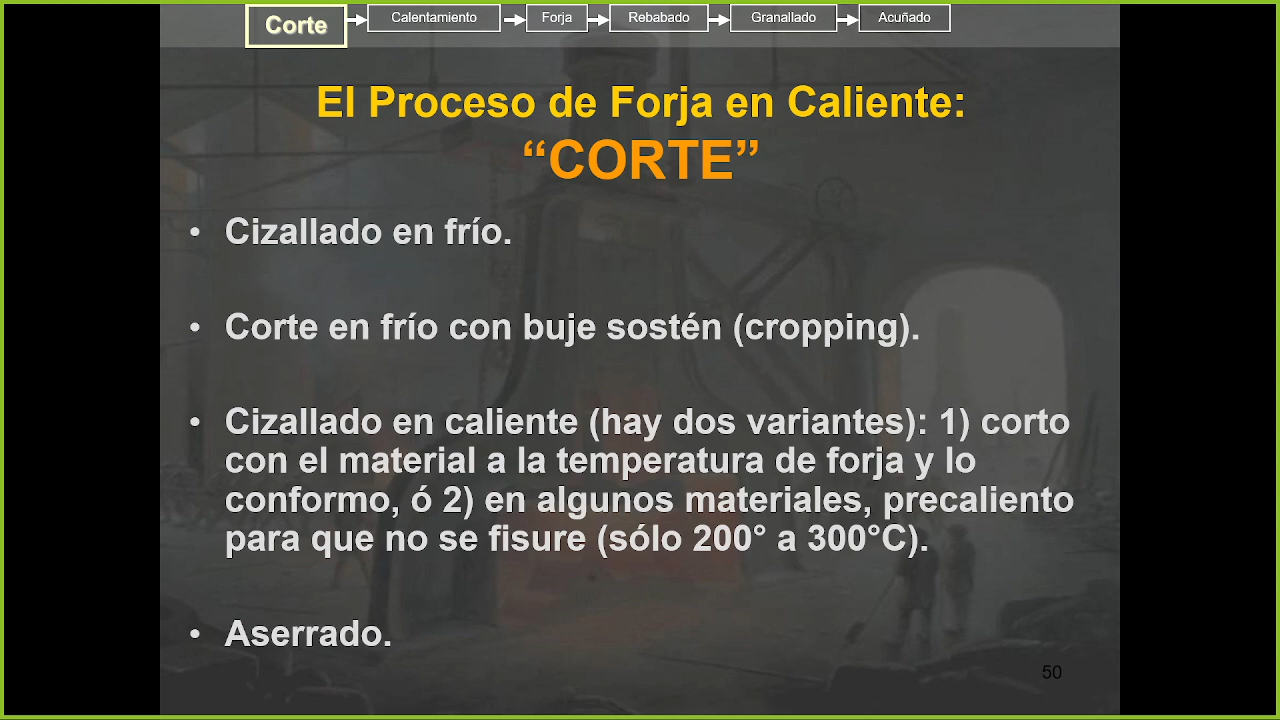 Corte
Calentamiento
Forja
Rebabado
Granallado
Acuñado
El Proceso de Forja en Caliente:
“CORTE”
• Cizallado en frío.
• Corte en frío con buje sostén (cropping).
• Cizallado en caliente (hay dos variantes): 1) corto
con el material a la temperatura de forja y lo
conformo, ó 2) en algunos materiales, precaliento
para que no se fisure (sólo 200° a 300°C).
• Aserrado.
50